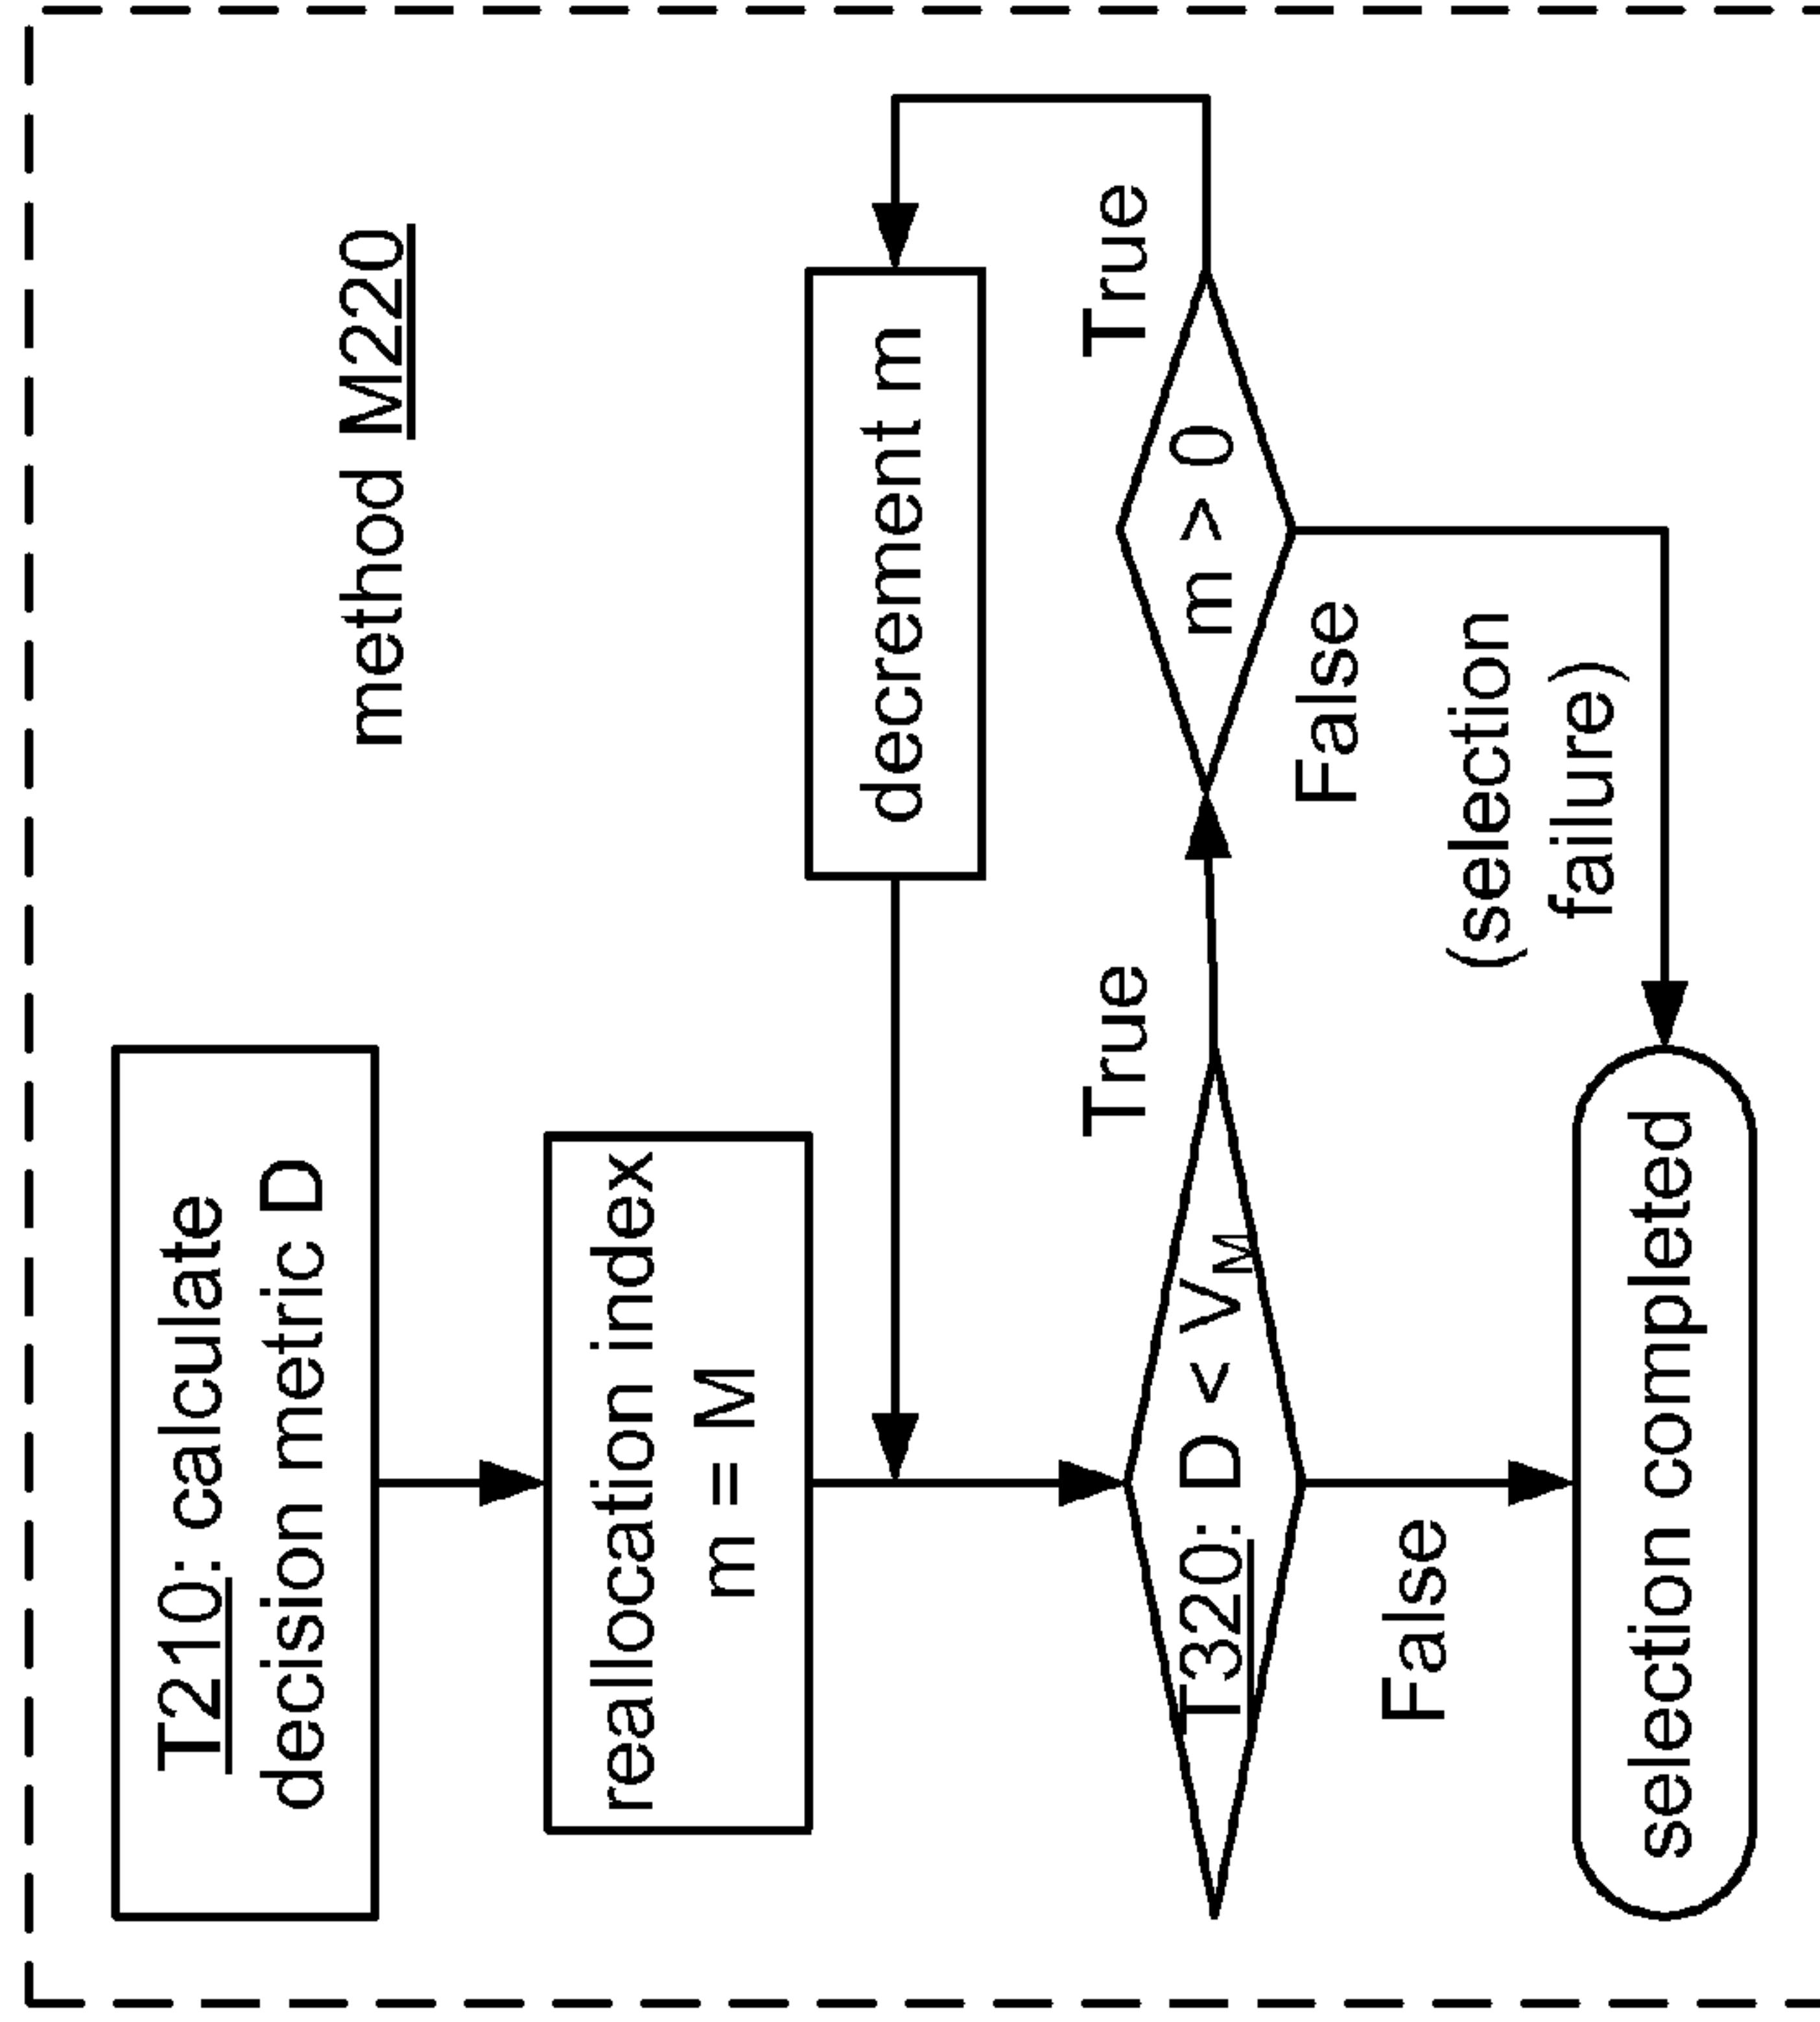 method M220
T210: calculate
decision metric D
reallocation index
m = M
decrement m
T320: D < VM
True
m > 0
True
False
False
(selection
failure)
selection completed